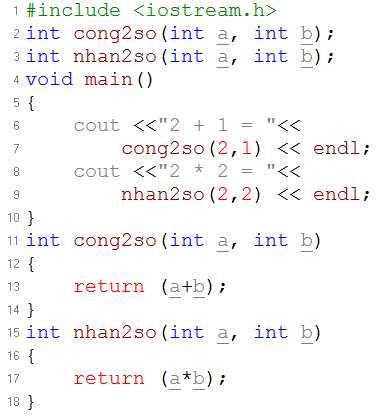 1 #include <iostream.h>
2 int cong2so(int a, int b);
3 int nhan2so(int a, int b);
4 void main()
5 {
6     cout <<"2 + 1 = "<<
7         cong2so(2,1) << endl;
8     cout <<"2 * 2 = "<<
9         nhan2so(2,2) << endl;
10 }
11 int cong2so(int a, int b)
12 {
13     return (a+b);
14 }
15 int nhan2so(int a, int b)
16 {
17     return (a*b);
18 }